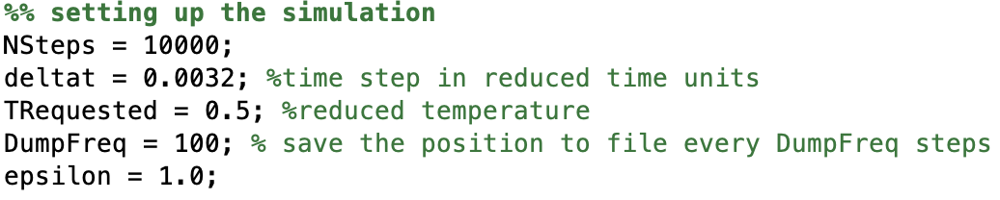 %% setting up the simulation
NSteps = 10000;
deltat = 0.0032; %time step in reduced time units
TRequested = 0.5; %reduced temperature
DumpFreq = 100; % save the position to file every DumpFreq steps
epsilon = 1.0;